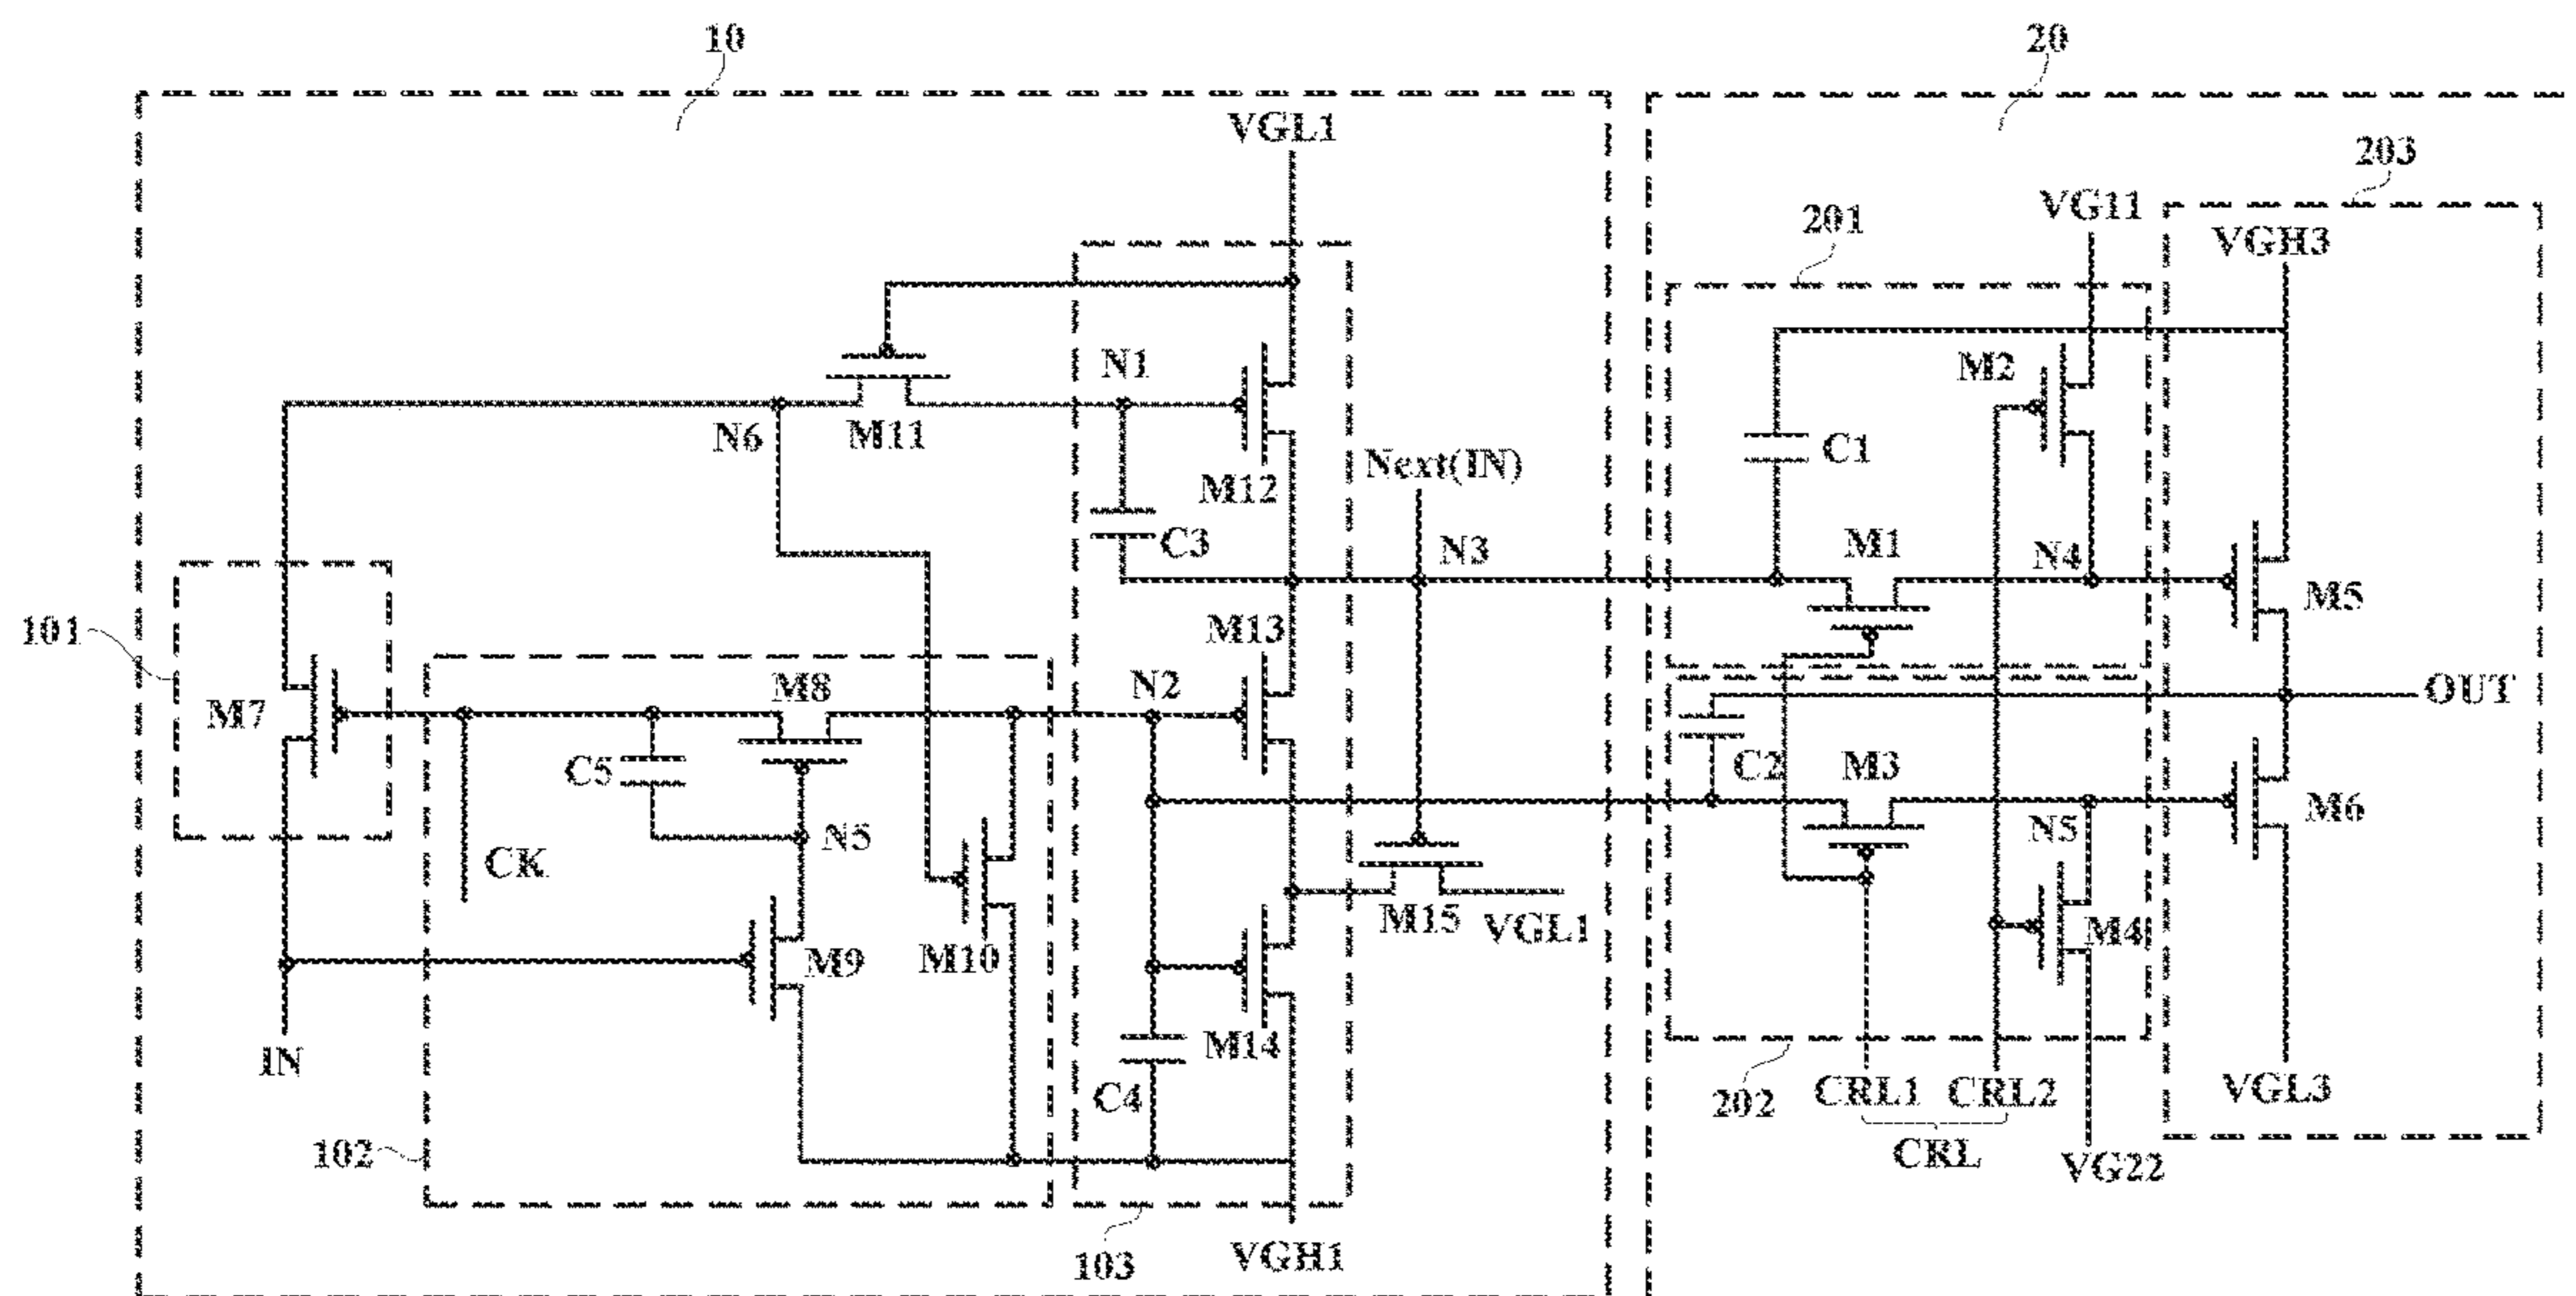 10
20
VGL1
203
201
VG11
VGH3
N1
M2
N6
M11
C1
M12
Next(IN)
C3
N3
M1
N4
M5
101
M13
M7
M8
N2
OUT
C5
C2
M3
M6
CK
N5
N5
M15
VGL1
M4
M9
M10
M14
IN
C4
202
CRL1
CRL2
VGL3
102
CRL
VG22
103
VGH1